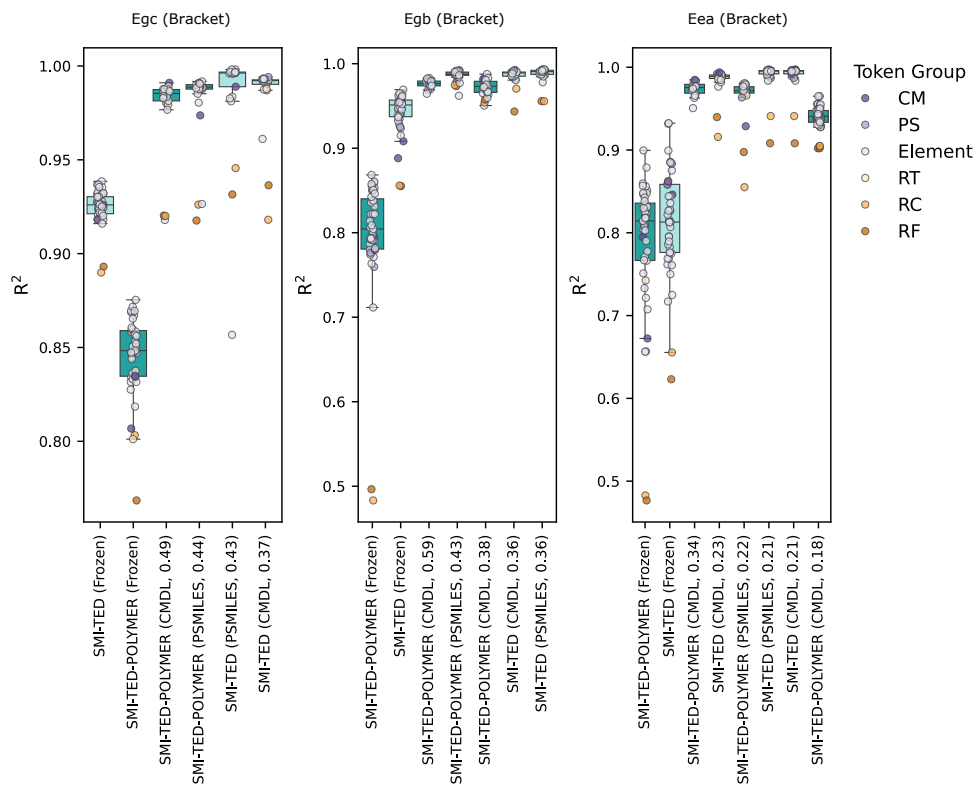 Egc (Bracket)
Egb (Bracket)
Eea (Bracket)
R²
1.00
0.95
0.90
0.85
0.80
R²
1.0
0.9
0.8
0.7
0.6
0.5
R²
1.0
0.9
0.8
0.7
0.6
0.5
Token Group
CM
PS
Element
RT
RC
RF
SMI-TED (Frozen)
SMI-TED-POLYMER (Frozen)
SMI-TED-POLYMER (CMDL, 0.49)
SMI-TED-POLYMER (PSMILES, 0.44)
SMI-TED (PSMILES, 0.43)
SMI-TED (CMDL, 0.37)
SMI-TED-POLYMER (Frozen)
SMI-TED (Frozen)
SMI-TED-POLYMER (CMDL, 0.59)
SMI-TED-POLYMER (PSMILES, 0.43)
SMI-TED-POLYMER (CMDL, 0.38)
SMI-TED (CMDL, 0.36)
SMI-TED (PSMILES, 0.36)
SMI-TED-POLYMER (Frozen)
SMI-TED (Frozen)
SMI-TED-POLYMER (CMDL, 0.34)
SMI-TED (CMDL, 0.23)
SMI-TED-POLYMER (PSMILES, 0.22)
SMI-TED (PSMILES, 0.21)
SMI-TED (CMDL, 0.21)
SMI-TED-POLYMER (CMDL, 0.18)